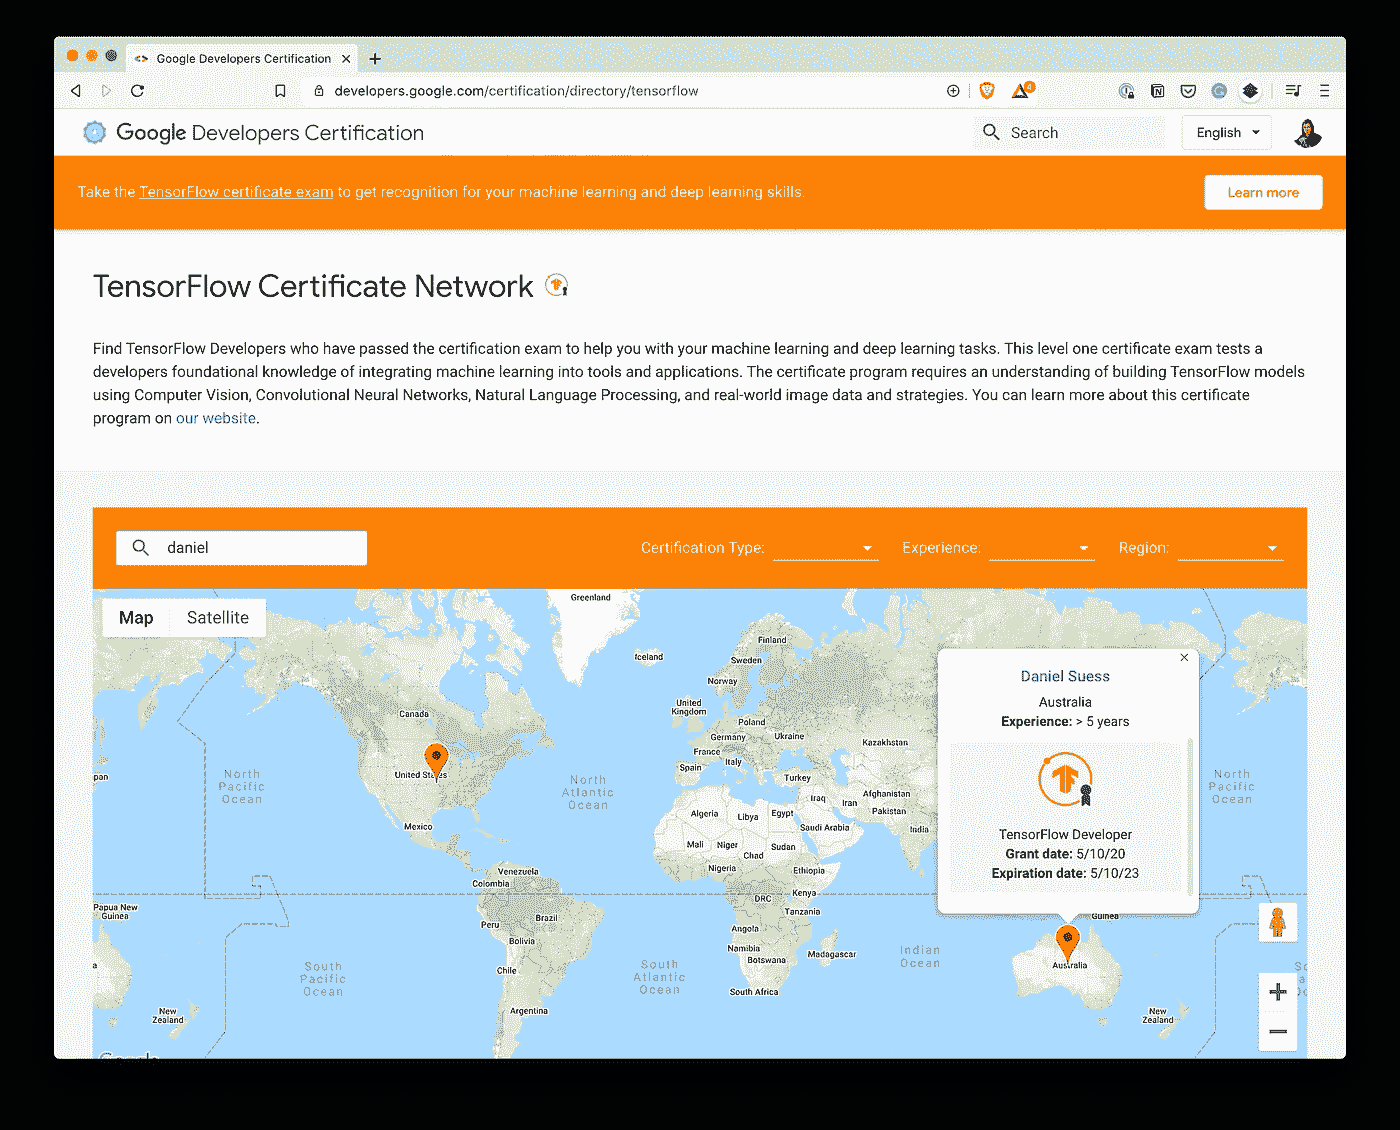 Google Developers Certification
developers.google.com/certification/directory/tensorflow
4
Google Developers Certification
Search
English
Take the TensorFlow certificate exam to get recognition for your machine learning and deep learning skills.
Learn more
TensorFlow Certificate Network
Find TensorFlow Developers who have passed the certification exam to help you with your machine learning and deep learning tasks. This level one certificate exam tests a
developers foundational knowledge of integrating machine learning into tools and applications. The certificate program requires an understanding of building TensorFlow models
using Computer Vision, Convolutional Neural Networks, Natural Language Processing, and real-world image data and strategies. You can learn more about this certificate
program on our website.
daniel
Certification Type:
Experience:
Region:
Map
Satellite
Greenland
Iceland
Finland
Sweden
Norway
United
Kingdom
Poland
Germany
Ukraine
France
Italy
Spain
Turkey
Kazakhstan
Canada
United States
Mexico
North
Pacific
Ocean
North
Atlantic
Ocean
pan
Iraq
Iran
Afghanistan
Pakistan
Algeria
Libya
Egypt
Saudi Arabia
India
Mali
Niger
Chad
Sudan
Nigeria
Ethiopia
Venezuela
Colombia
DRC
Kenya
Tanzania
Papua New
Guinea
Peru
Brazil
Bolivia
Angola
Namibia
Botswana
Madagascar
Chile
South Africa
Argentina
South
Pacific
Ocean
South
Atlantic
Ocean
Indian
Ocean
a
New
Zealand
Daniel Suess
Australia
Experience: > 5 years
TensorFlow Developer
Grant date: 5/10/20
Expiration date: 5/10/23
North
Pacific
Ocean
Guinea
Australia
New
Zealand
Google